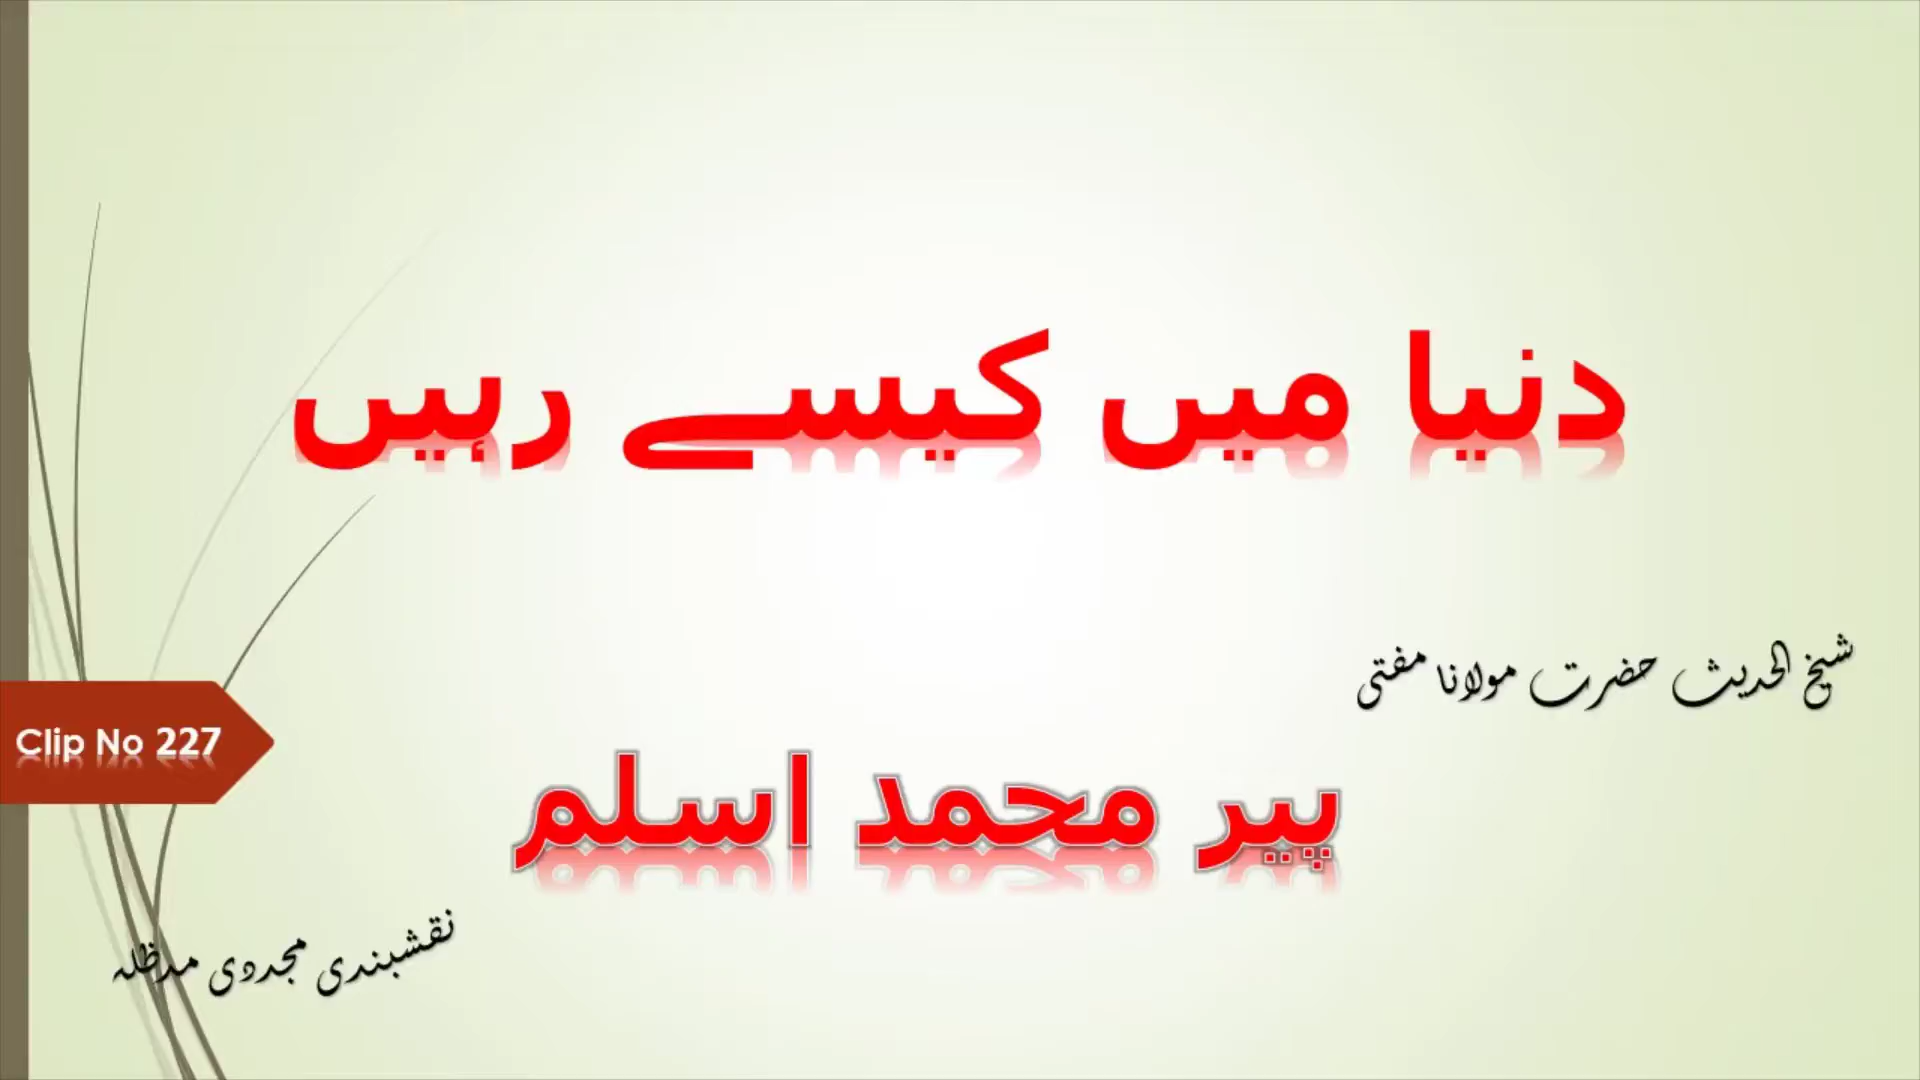 دنیا میں کیسے رہیں
شیخ الحدیث حضرت مولانا مفتی
Clip No 227
پیر محمد اسلم
نقشبندی مجددی مدظلہ